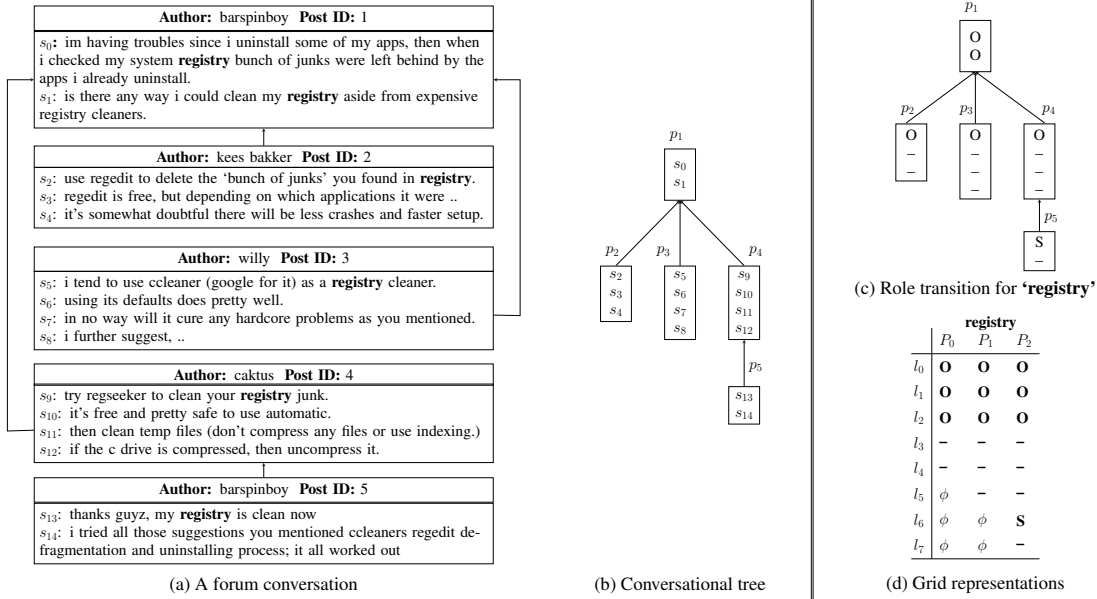 Author: barspinboy Post ID: 1
s0: im having troubles since i uninstall some of my apps, then when
i checked my system registry bunch of junks were left behind by the
apps i already uninstall.
s1: is there any way i could clean my registry aside from expensive
registry cleaners.
Author: kees bakker Post ID: 2
s2: use regedit to delete the ‘bunch of junks’ you found in registry.
s3: regedit is free, but depending on which applications it were ..
s4: it's somewhat doubtful there will be less crashes and faster setup.
Author: willy Post ID: 3
s5: i tend to use ccleaner (google for it) as a registry cleaner.
s6: using its defaults does pretty well.
s7: in no way will it cure any hardcore problems as you mentioned.
s8: i further suggest, ..
Author: caktus Post ID: 4
s9: try regseeker to clean your registry junk.
s10: it's free and pretty safe to use automatic.
s11: then clean temp files (don't compress any files or use indexing.)
s12: if the c drive is compressed, then uncompress it.
Author: barspinboy Post ID: 5
s13: thanks guyz, my registry is clean now
s14: i tried all those suggestions you mentioned ccleaners regedit de-
fragmentation and uninstalling process; it all worked out
(a) A forum conversation
p1
s0
s1
p2 p3 p4
s2 s5 s9
s3 s6 s10
s4 s7 s11
s8 s12
p5
s13
s14
(b) Conversational tree
p1
O
O
p2 p3 p4
O O O
– – –
– – –
– –
p5
S
–
(c) Role transition for ‘registry’
registry
P0 P1 P2
l0 O O O
l1 O O O
l2 O O O
l3 – – –
l4 – – –
l5 ϕ – –
l6 ϕ ϕ S
l7 ϕ ϕ –
(d) Grid representations